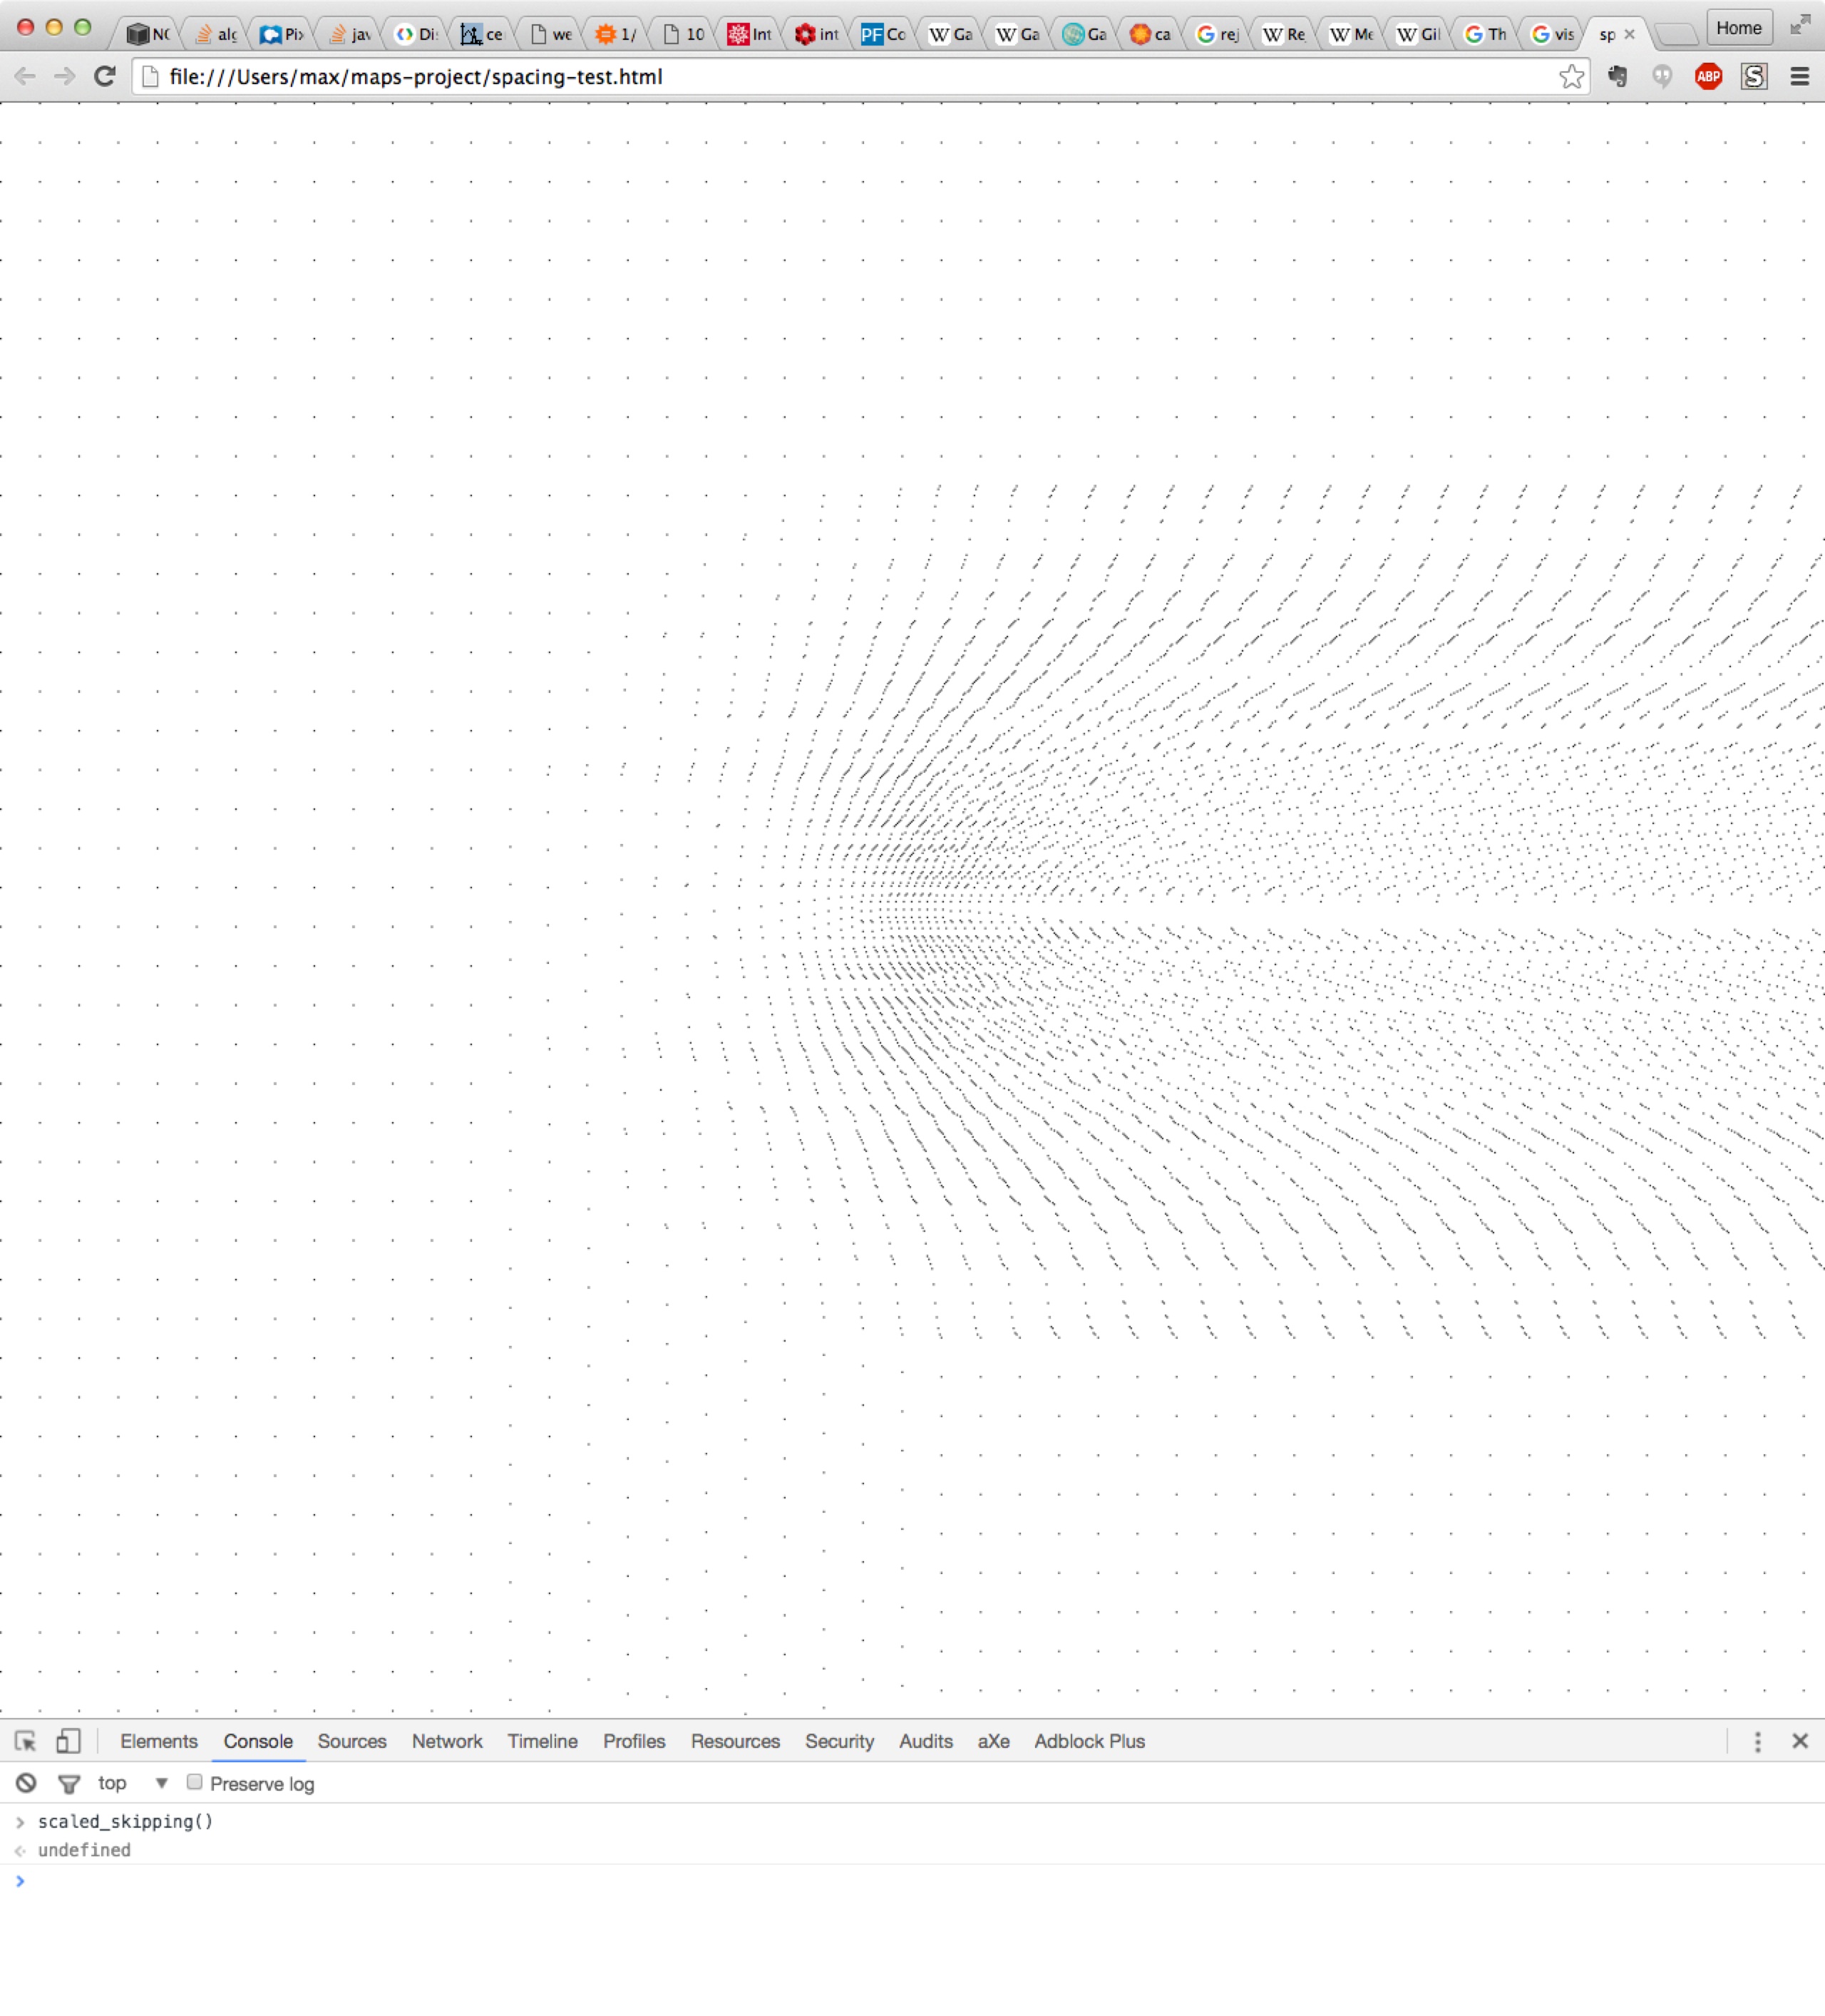 NC alg Pix jav Di: ce we 1/ 10 Int int PF Co W Ga W Ga Ga ca G rej W Re W Me W Gil G Th G vis sp × Home
file:///Users/max/maps-project/spacing-test.html ABP S
Elements Console Sources Network Timeline Profiles Resources Security Audits aXe Adblock Plus
top Preserve log
scaled_skipping()
undefined